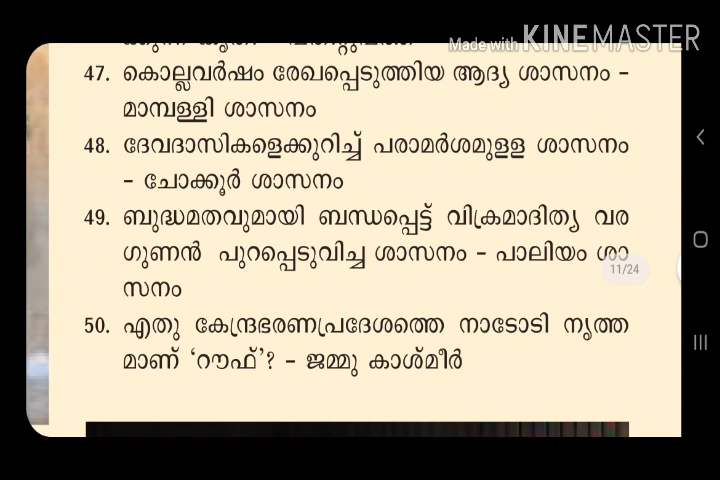 Made with KINEMASTER
47. കൊല്ലവർഷം രേഖപ്പെടുത്തിയ ആദ്യ ശാസനം -
മാമ്പള്ളി ശാസനം
48. ദേവദാസികളെക്കുറിച്ച് പരാമർശമുളള ശാസനം
- ചോക്കൂർ ശാസനം
49. ബുദ്ധമതവുമായി ബന്ധപ്പെട്ട് വിക്രമാദിത്യ വര
ഗുണൻ പുറപ്പെടുവിച്ച ശാസനം - പാലിയം ശാ
11/24
സനം
50. എതു കേന്ദ്രഭരണപ്രദേശത്തെ നാടോടി നൃത്ത
മാണ് ‘റൗഫ്’? - ജമ്മു കാശ്മീർ